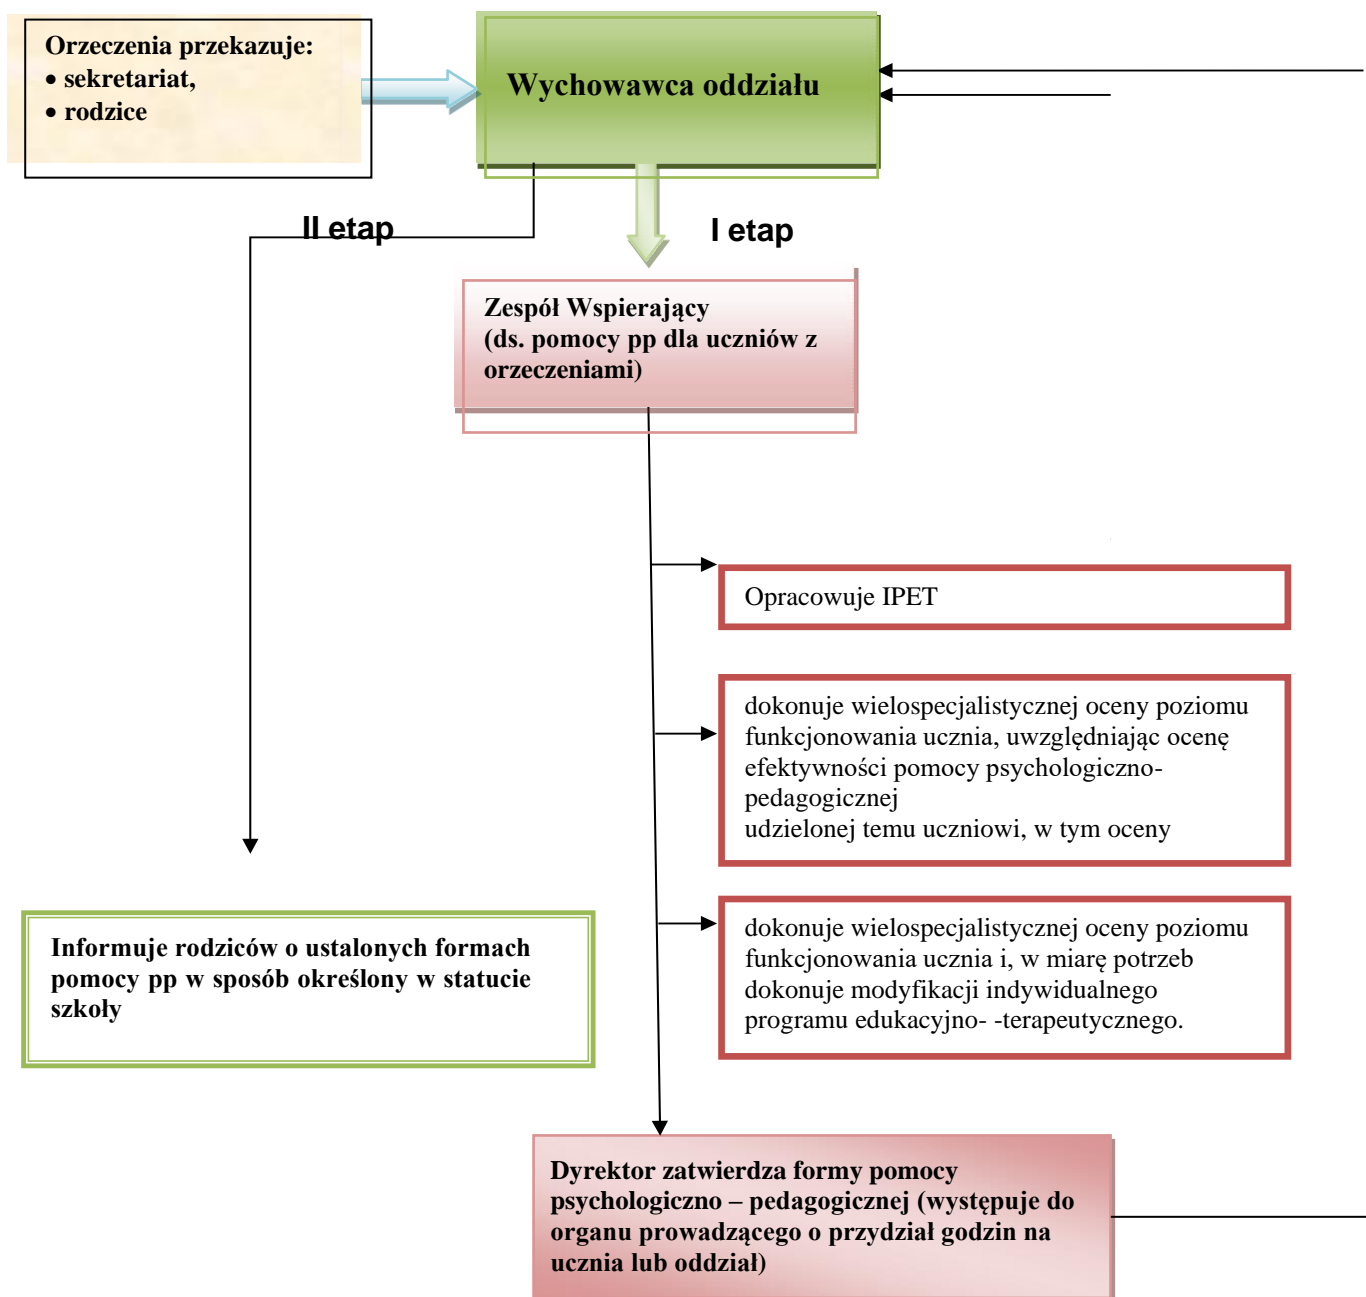 Orzeczenia przekazuje:
• sekretariat,
• rodzice
Wychowawca oddziału
II etap
I etap
Zespół Wspierający
(ds. pomocy pp dla uczniów z
orzeczeniami)
Opracowuje IPET
dokonuje wielospecjalistycznej oceny poziomu
funkcjonowania ucznia, uwzględniając ocenę
efektywności pomocy psychologiczno-
pedagogicznej
udzielonej temu uczniowi, w tym oceny
Informuje rodziców o ustalonych formach
pomocy pp w sposób określony w statucie
szkoły
dokonuje wielospecjalistycznej oceny poziomu
funkcjonowania ucznia i, w miarę potrzeb
dokonuje modyfikacji indywidualnego
programu edukacyjno- -terapeutycznego.
Dyrektor zatwierdza formy pomocy
psychologiczno – pedagogicznej (występuje do
organu prowadzącego o przydział godzin na
ucznia lub oddział)